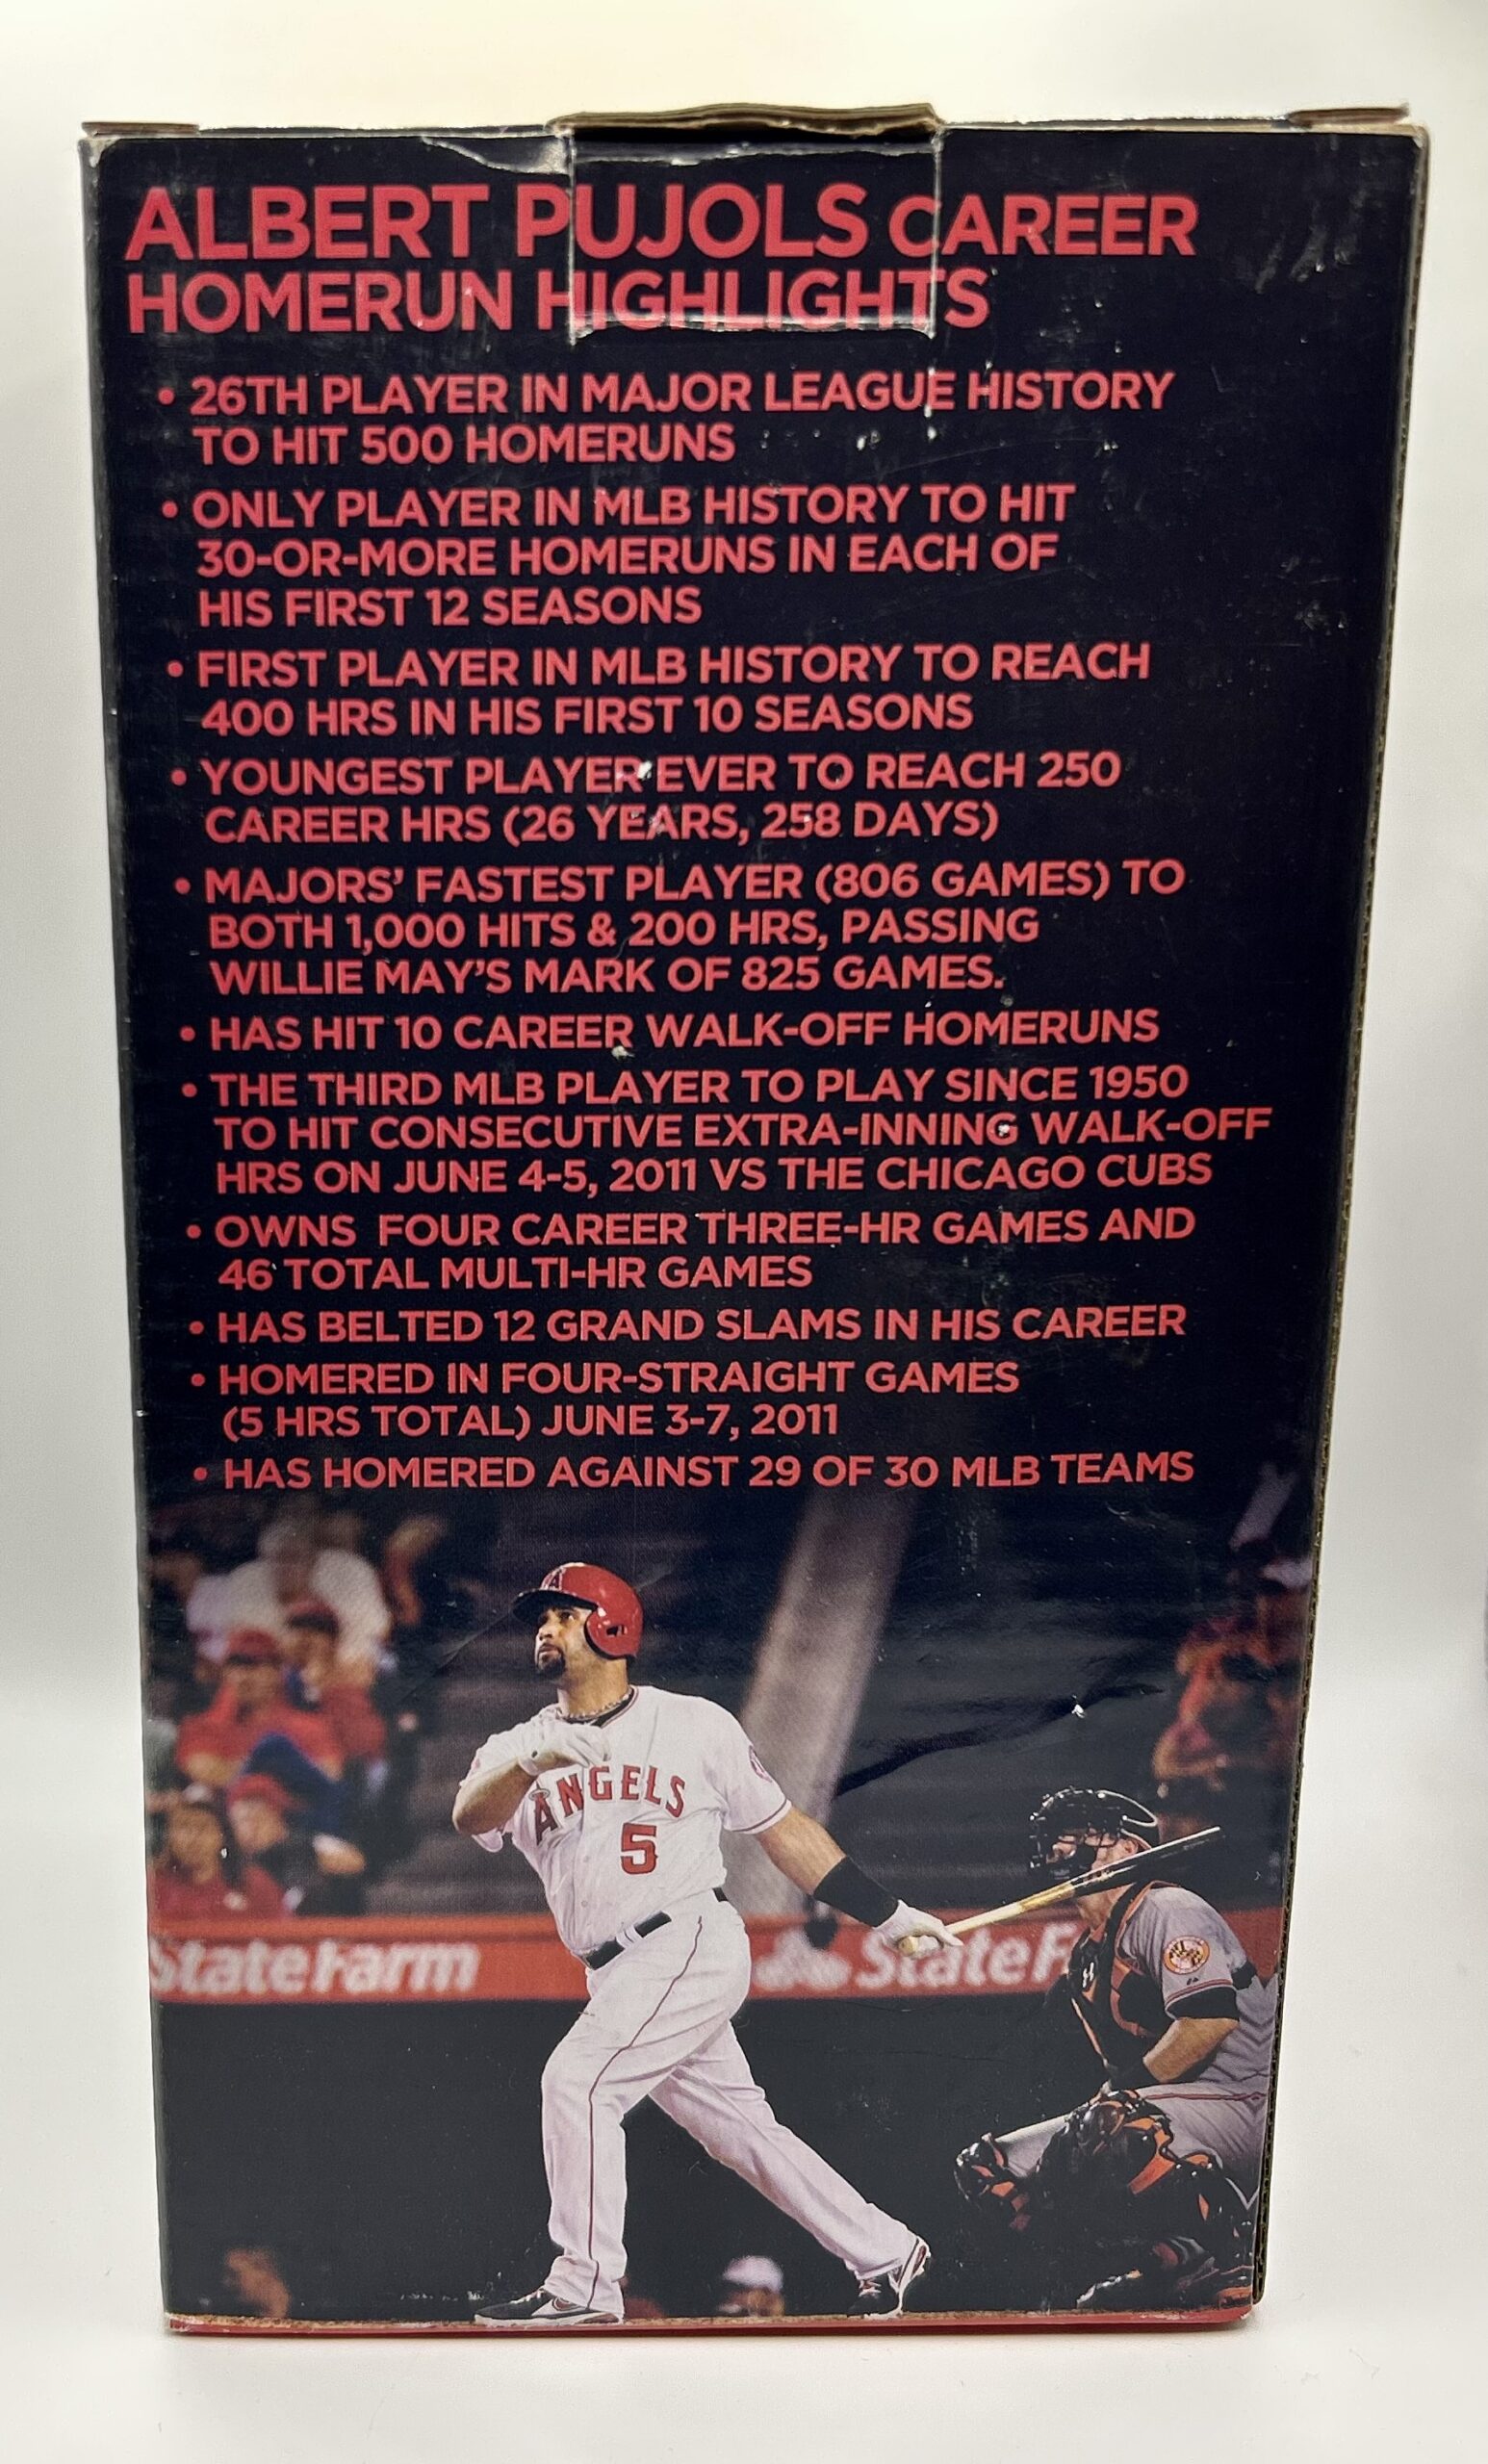 ALBERT PUJOLS CAREER
HOMERUN HIGHLIGHTS
• 26TH PLAYER IN MAJOR LEAGUE HISTORY
TO HIT 500 HOMERUNS
• ONLY PLAYER IN MLB HISTORY TO HIT
30-OR-MORE HOMERUNS IN EACH OF
HIS FIRST 12 SEASONS
• FIRST PLAYER IN MLB HISTORY TO REACH
400 HRS IN HIS FIRST 10 SEASONS
• YOUNGEST PLAYER EVER TO REACH 250
CAREER HRS (26 YEARS, 258 DAYS)
• MAJORS' FASTEST PLAYER (806 GAMES) TO
BOTH 1,000 HITS & 200 HRS, PASSING
WILLIE MAY'S MARK OF 825 GAMES.
• HAS HIT 10 CAREER WALK-OFF HOMERUNS
• THE THIRD MLB PLAYER TO PLAY SINCE 1950
TO HIT CONSECUTIVE EXTRA-INNING WALK-OFF
HRS ON JUNE 4-5, 2011 VS THE CHICAGO CUBS
• OWNS FOUR CAREER THREE-HR GAMES AND
46 TOTAL MULTI-HR GAMES
• HAS BELTED 12 GRAND SLAMS IN HIS CAREER
• HOMERED IN FOUR-STRAIGHT GAMES
(5 HRS TOTAL) JUNE 3-7, 2011
• HAS HOMERED AGAINST 29 OF 30 MLB TEAMS
A
ANGELS
5
StateFarm
StateF